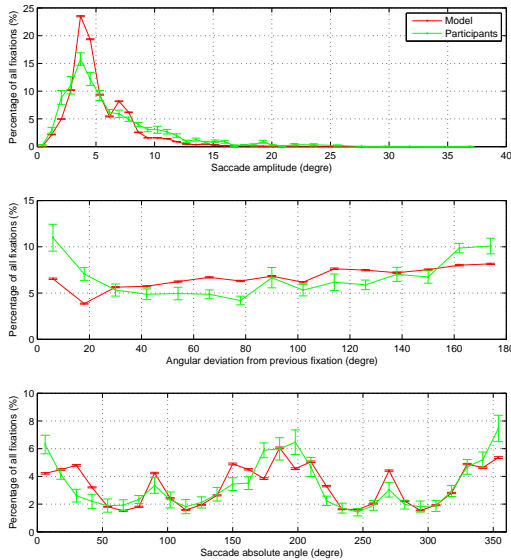 25
20
15
10
5
0
Percentage of all fixations (%)
Model
Participants
0 5 10 15 20 25 30 35 40
Saccade amplitude (degre)
15
10
5
0
Percentage of all fixations (%)
0 20 40 60 80 100 120 140 160 180
Angular deviation from previous fixation (degre)
10
8
6
4
2
0
Percentage of all fixations (%)
0 50 100 150 200 250 300 350
Saccade absolute angle (degre)